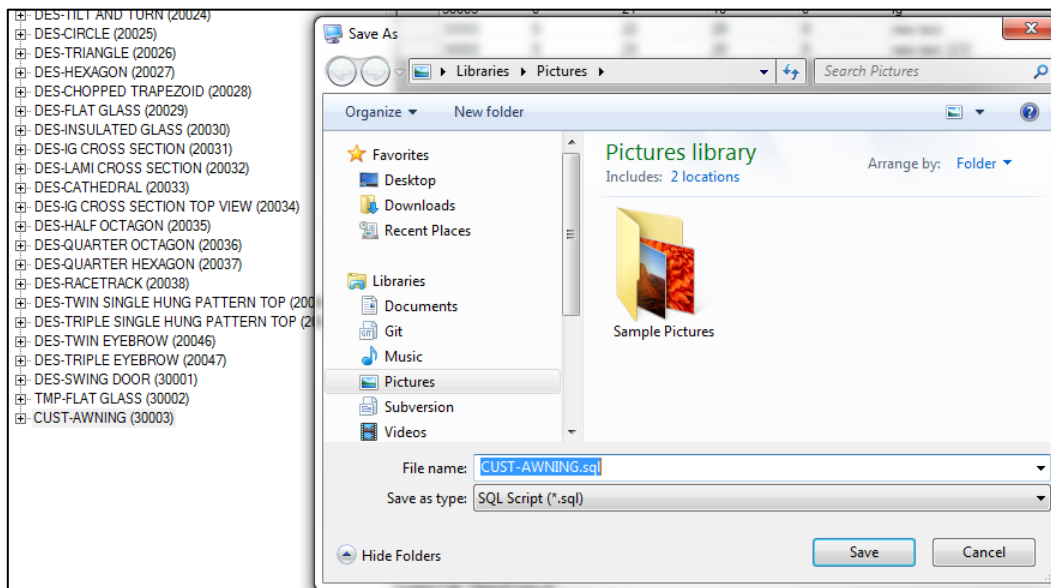 DES-TILT AND TURN (20024)
DES-CIRCLE (20025)
DES-TRIANGLE (20026)
DES-HEXAGON (20027)
DES-CHOPPED TRAPEZOID (20028)
DES-FLAT GLASS (20029)
DES-INSULATED GLASS (20030)
DES-IG CROSS SECTION (20031)
DES-LAMI CROSS SECTION (20032)
DES-CATHEDRAL (20033)
DES-IG CROSS SECTION TOP VIEW (20034)
DES-HALF OCTAGON (20035)
DES-QUARTER OCTAGON (20036)
DES-QUARTER HEXAGON (20037)
DES-RACETRACK (20038)
DES-TWIN SINGLE HUNG PATTERN TOP (200
DES-TRIPLE SINGLE HUNG PATTERN TOP (20
DES-TWIN EYEBROW (20046)
DES-TRIPLE EYEBROW (20047)
DES-SWING DOOR (30001)
TMP-FLAT GLASS (30002)
CUST-AWNING (30003)
Save As
Libraries Pictures
Search Pictures
Organize New folder
Favorites
Desktop
Downloads
Recent Places
Libraries
Documents
Git
Music
Pictures
Subversion
Videos
Pictures library
Includes: 2 locations
Arrange by: Folder
Sample Pictures
File name: CUST-AWNING.sql
Save as type: SQL Script (*.sql)
Hide Folders
Save Cancel